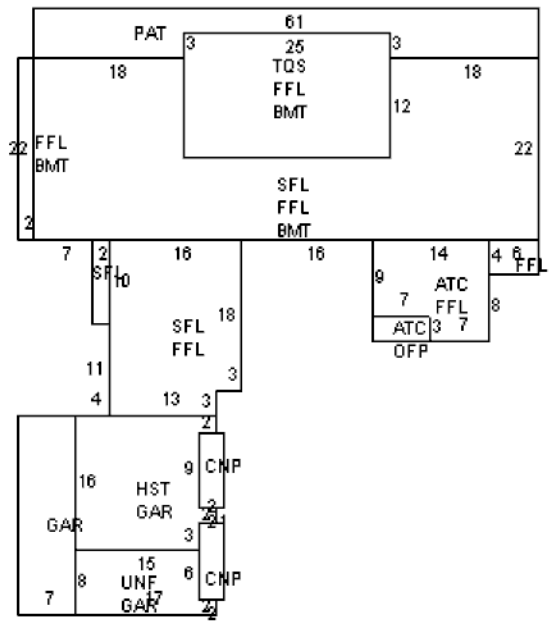 61
PAT
3 25 3
18 TQS 18
FFL
BMT 12
22 FFL 22
BMT
SFL
FFL
2 BMT
7 2 16 16 14 4 6
SFL 10 9 FFL
ATC
7 FFL
18 8
SFL ATC 3 7
FFL
OFP
11 3
4 13 3
2
9 CNP
16
HST
GAR
GAR
3
15
8 UNF 6 CNP
7 17
GAR
2
2